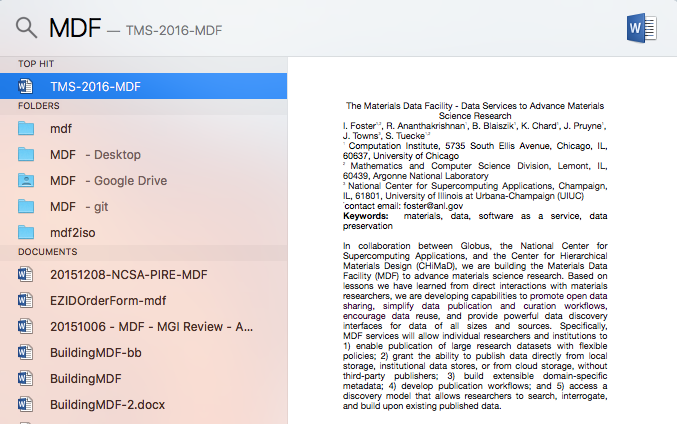 MDF — TMS-2016-MDF
TOP HIT
TMS-2016-MDF
FOLDERS
mdf
MDF - Desktop
MDF - Google Drive
MDF - git
mdf2iso
DOCUMENTS
20151208-NCSA-PIRE-MDF
EZIDOrderForm-mdf
20151006 - MDF - MGI Review - A...
BuildingMDF-bb
BuildingMDF
BuildingMDF-2.docx
The Materials Data Facility - Data Services to Advance Materials
Science Research
I. Foster, R. Ananthakrishnan, B. Blaiszik, K. Chard, J. Pruyne,
J. Towns, S. Tuecke
1 Computation Institute, 5735 South Ellis Avenue, Chicago, IL,
60637, University of Chicago
2 Mathematics and Computer Science Division, Lemont, IL,
60439, Argonne National Laboratory
3 National Center for Supercomputing Applications, Champaign,
IL, 61801, University of Illinois at Urbana-Champaign (UIUC)
contact email: foster@anl.gov
Keywords: materials, data, software as a service, data
preservation
In collaboration between Globus, the National Center for
Supercomputing Applications, and the Center for Hierarchical
Materials Design (CHiMaD), we are building the Materials Data
Facility (MDF) to advance materials science research. Based on
lessons we have learned from direct interactions with materials
researchers, we are developing capabilities to promote open data
sharing, simplify data publication and curation workflows,
encourage data reuse, and provide powerful data discovery
interfaces for data of all sizes and sources. Specifically,
MDF services will allow individual researchers and institutions to
1) enable publication of large research datasets with flexible
policies; 2) grant the ability to publish data directly from local
storage, institutional data stores, or from cloud storage, without
third-party publishers; 3) build extensible domain-specific
metadata; 4) develop publication workflows; and 5) access a
discovery model that allows researchers to search, interrogate,
and build upon existing published data.